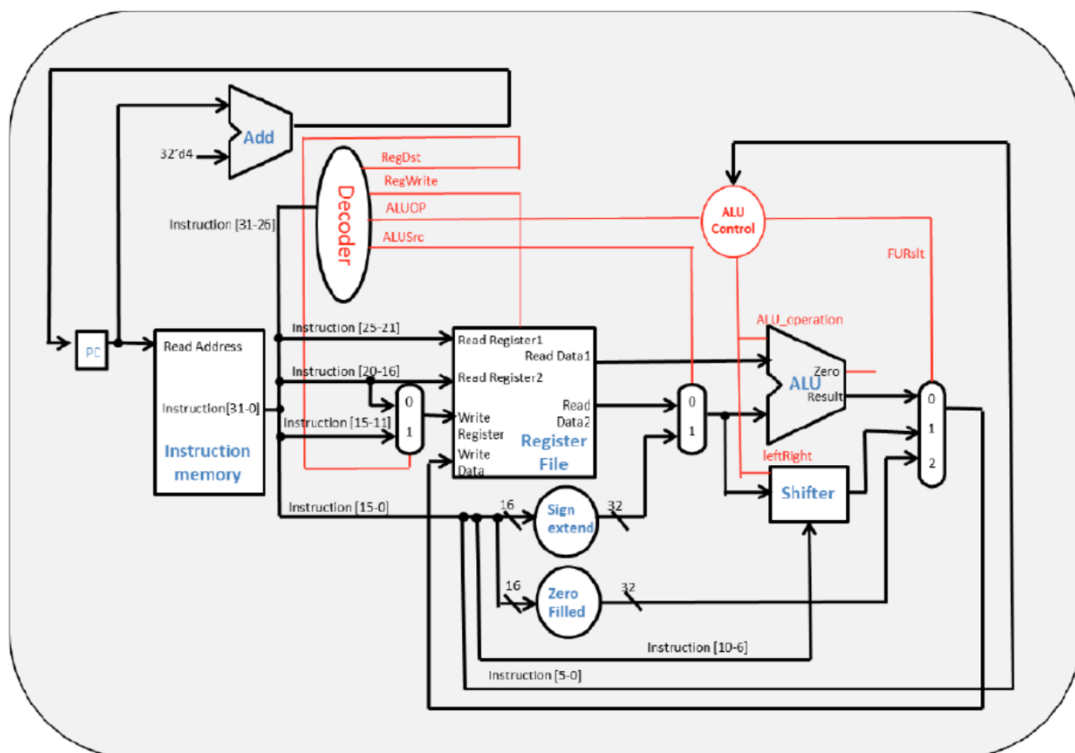 Add
32'd4
RegDst
RegWrite
ALUOP
ALUSrc
Decoder
Instruction [31-26]
ALU
Control
FURslt
PC
Read Address
Instruction[31-0]
Instruction
memory
Instruction [25-21]
Instruction [20-16]
Instruction [15-11]
0
1
Read Register1
Read Data1
Read Register2
Write
Register
Write
Data
Read
Data2
Register
File
0
1
ALU_operation
Zero
ALU
Result
0
1
2
leftRight
Shifter
Instruction [15-0]
16
Sign
extend
32
16
Zero
Filled
32
Instruction [10-6]
Instruction [5-0]